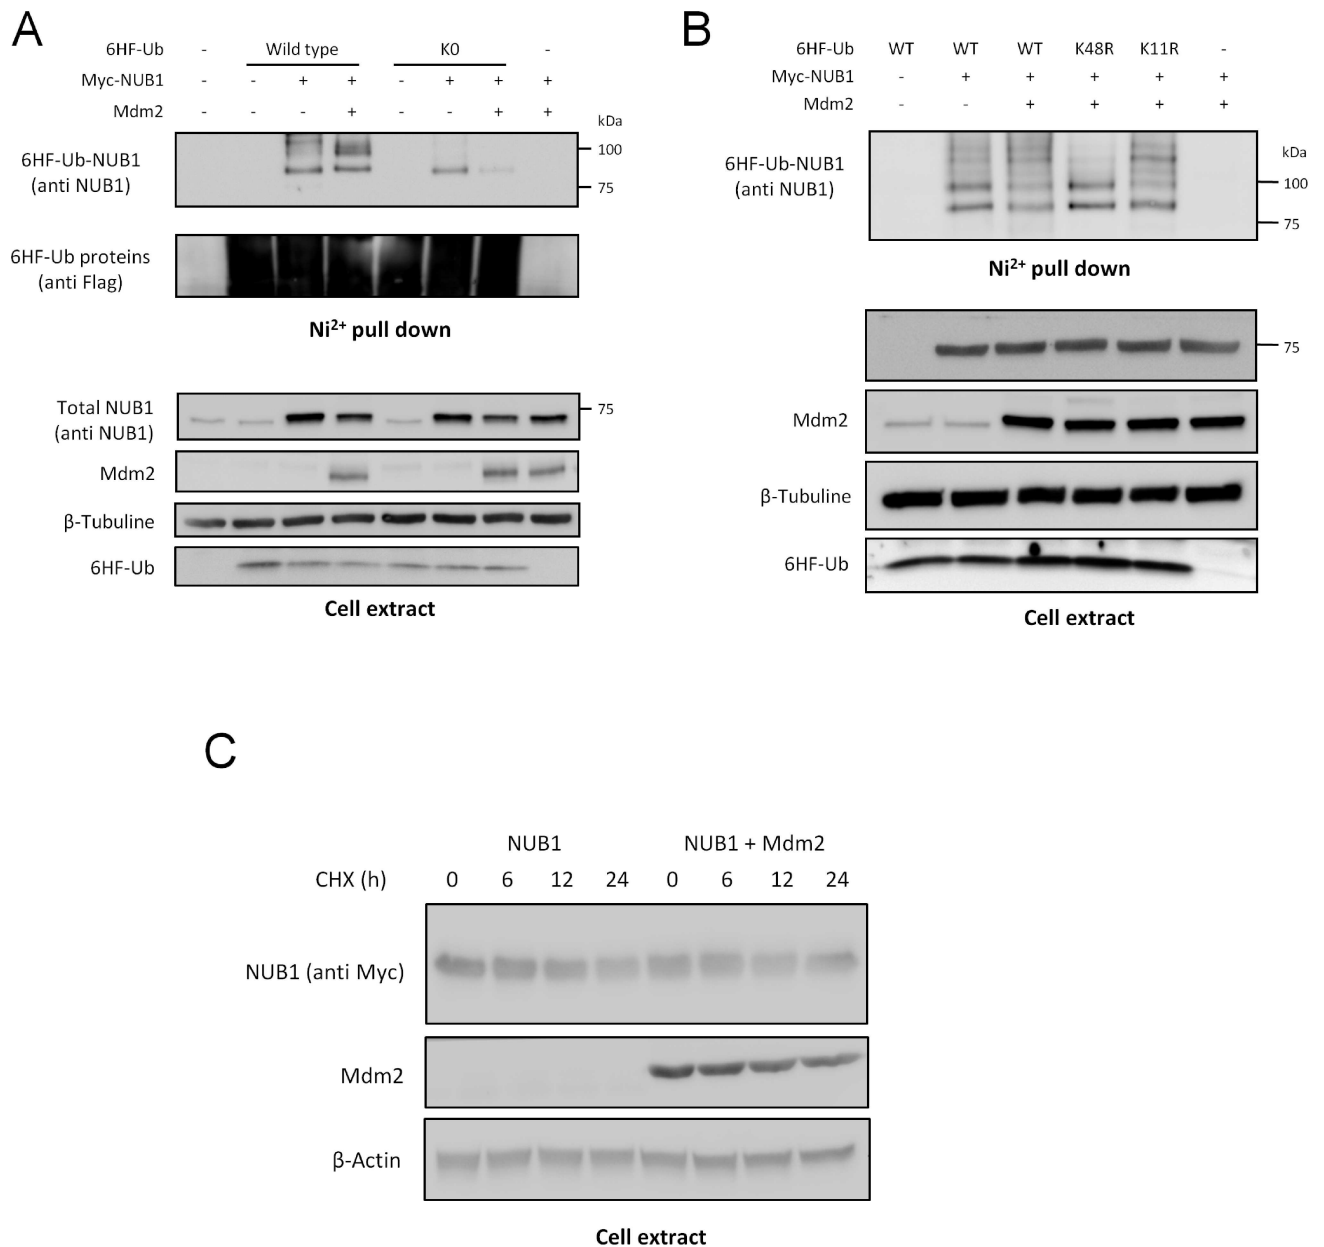 A
6HF-Ub - Wild type K0 -
Myc-NUB1 - - + + - + + +
Mdm2 - - - + - - + +
kDa
6HF-Ub-NUB1
(anti NUB1)
100
75
6HF-Ub proteins
(anti Flag)
Ni2+ pull down
Total NUB1
(anti NUB1)
75
Mdm2
β-Tubuline
6HF-Ub
Cell extract
B
6HF-Ub WT WT WT K48R K11R -
Myc-NUB1 - + + + + +
Mdm2 - - + + + +
kDa
6HF-Ub-NUB1
(anti NUB1)
100
75
Ni2+ pull down
75
Mdm2
β-Tubuline
6HF-Ub
Cell extract
C
NUB1 NUB1 + Mdm2
CHX (h) 0 6 12 24 0 6 12 24
NUB1 (anti Myc)
Mdm2
β-Actin
Cell extract